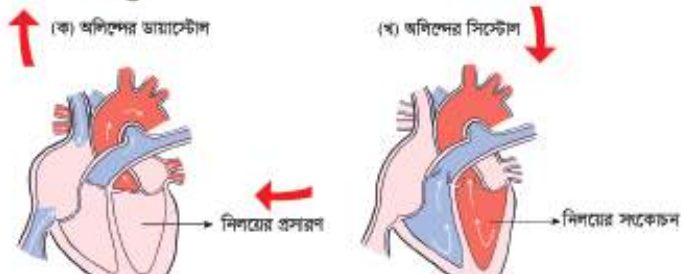 (ক) অলিন্দের ডায়াস্টোল
(খ) অলিন্দের সিস্টোল
নিলয়ের প্রসারণ
নিলয়ের সংকোচন